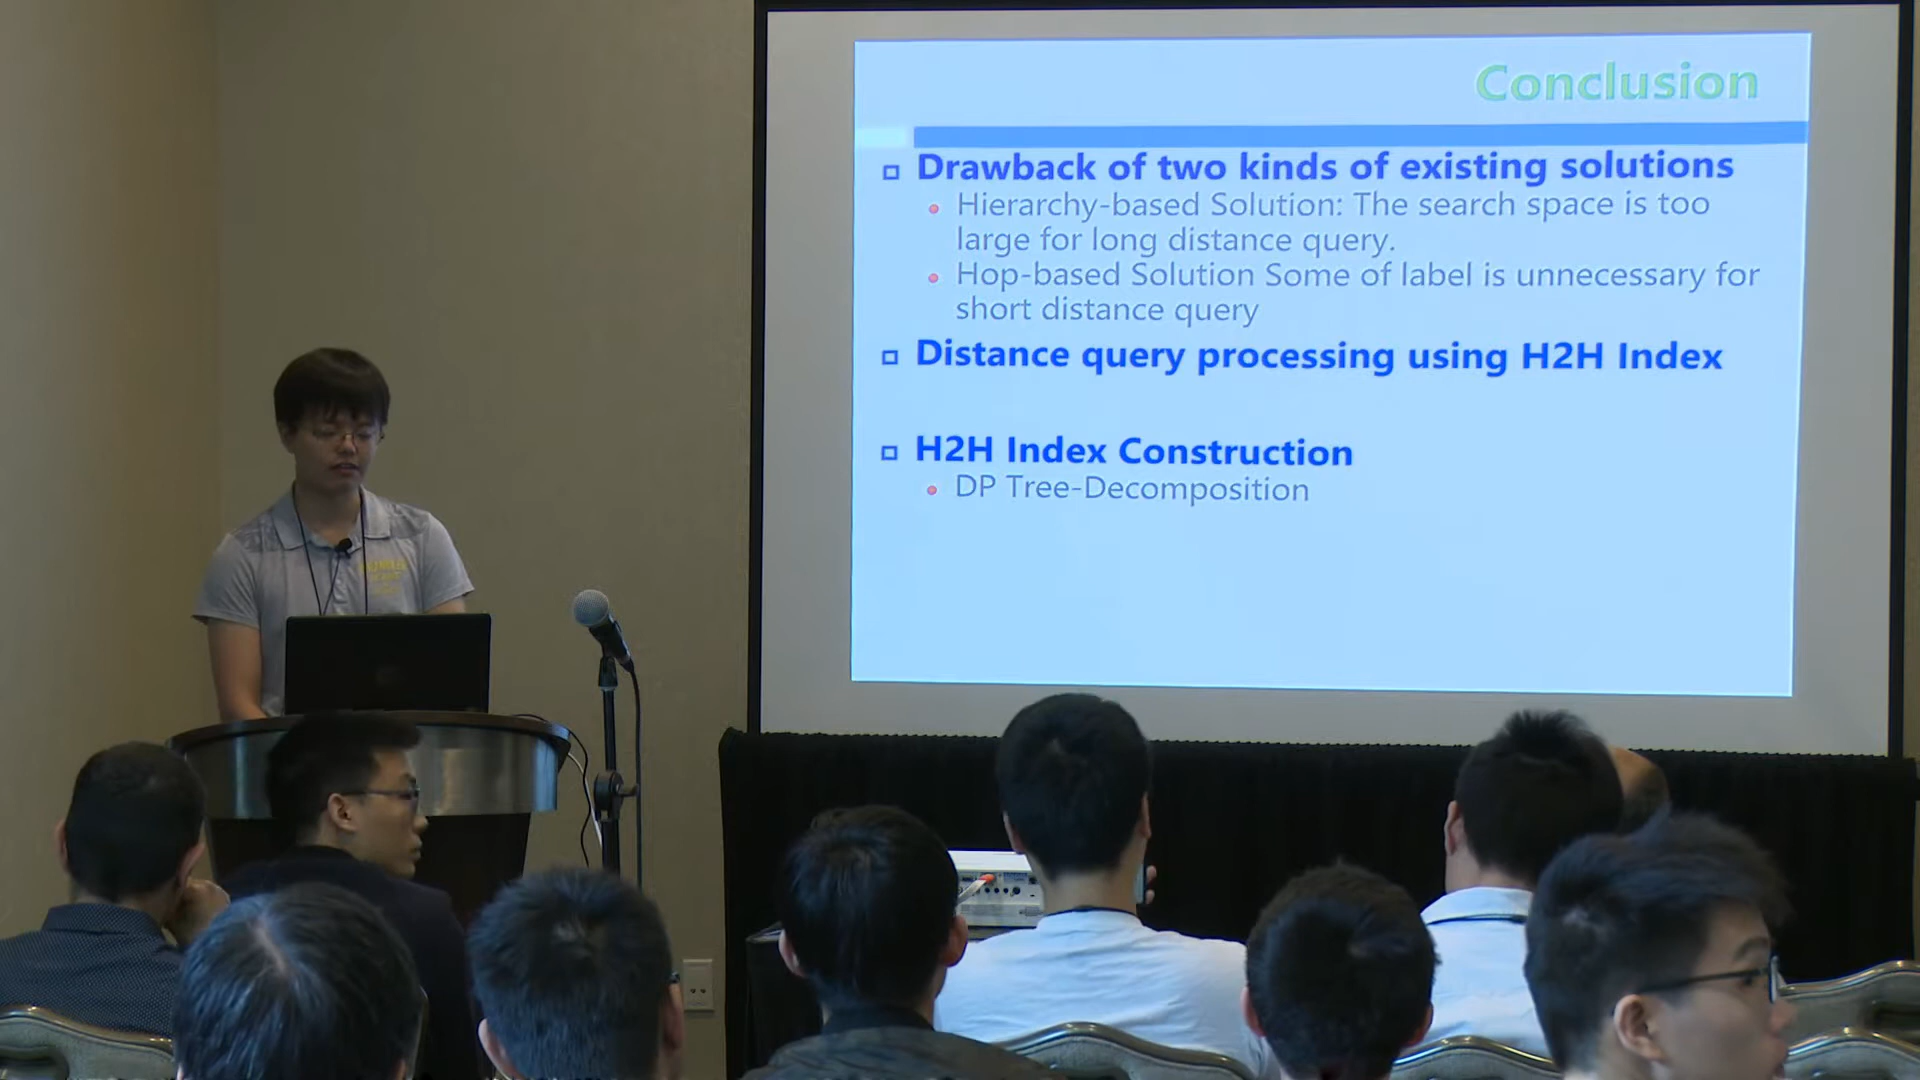 Conclusion
Drawback of two kinds of existing solutions
Hierarchy-based Solution: The search space is too
large for long distance query.
Hop-based Solution Some of label is unnecessary for
short distance query
Distance query processing using H2H Index
H2H Index Construction
DP Tree-Decomposition